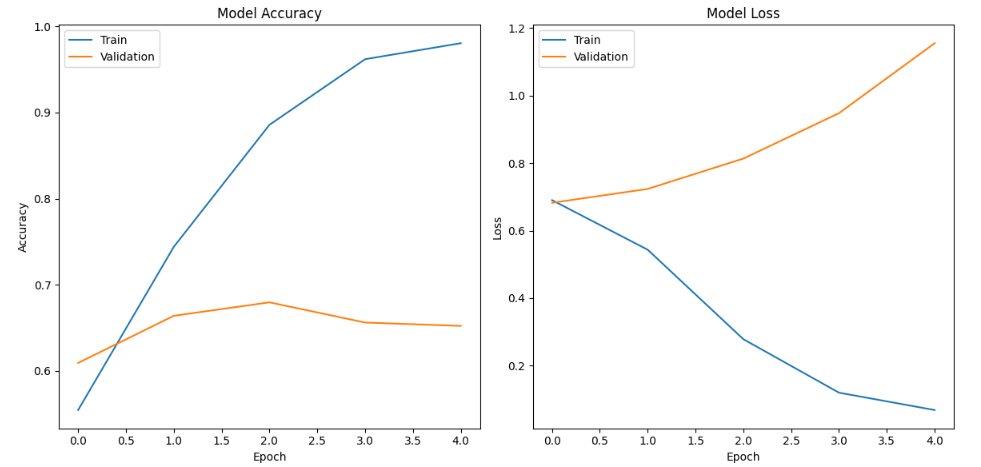 Model Accuracy
Train
Validation
1.0
0.9
0.8
0.7
0.6
Accuracy
0.0 0.5 1.0 1.5 2.0 2.5 3.0 3.5 4.0
Epoch
Model Loss
Train
Validation
1.2
1.0
0.8
0.6
0.4
0.2
Loss
0.0 0.5 1.0 1.5 2.0 2.5 3.0 3.5 4.0
Epoch